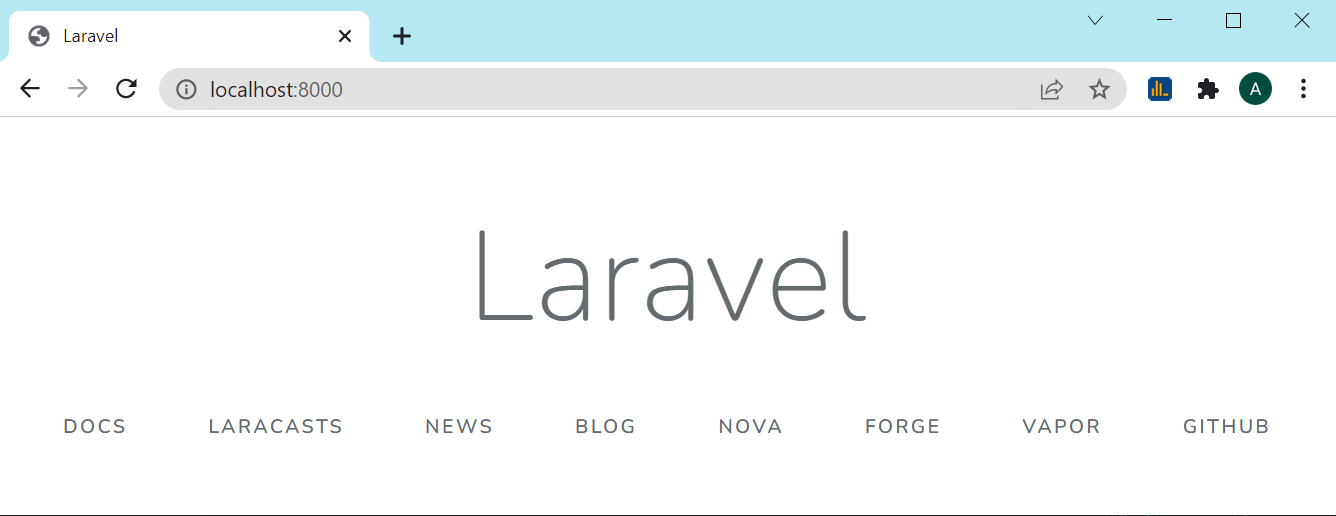 Laravel
localhost:8000
A
Laravel
DOCS LARACASTS NEWS BLOG NOVA FORGE VAPOR GITHUB